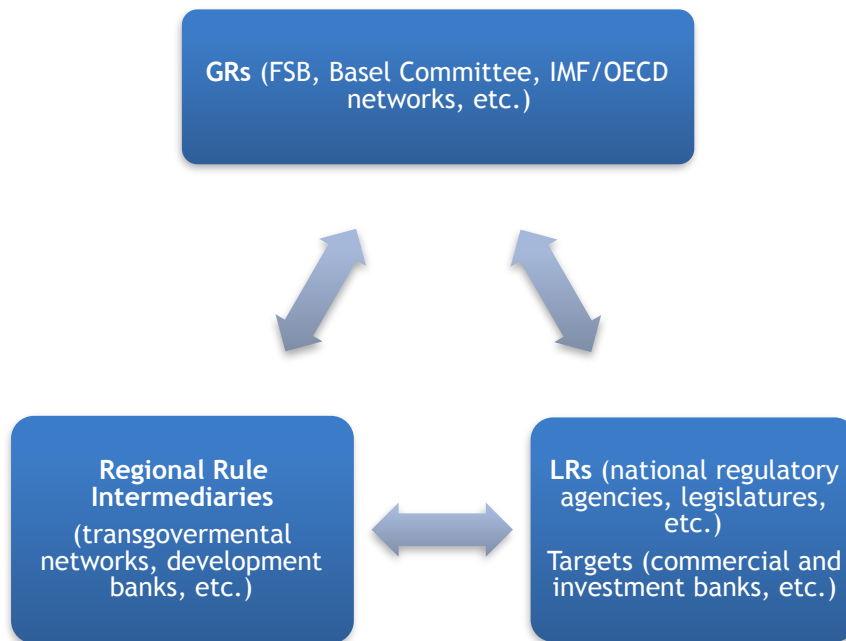 GRs (FSB, Basel Committee, IMF/OECD
networks, etc.)
Regional Rule
Intermediaries
(transgovermental
networks, development
banks, etc.)
LRs (national regulatory
agencies, legislatures,
etc.)
Targets (commercial and
investment banks, etc.)